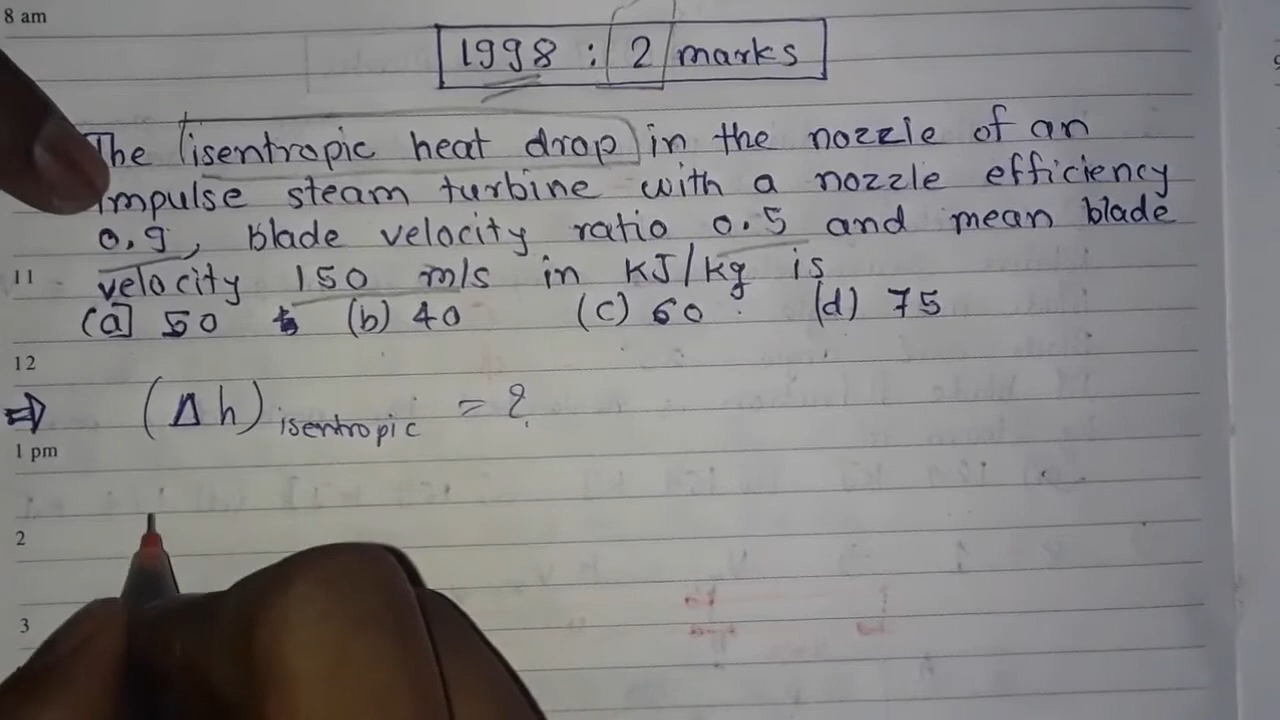 8 am
1998 : 2 marks
The isentropic heat drop in the nozzle of an
impulse steam turbine with a nozzle efficiency
0.9, blade velocity ratio 0.5 and mean blade
11 velocity 150 m/s in KJ/kg is
(a) 50 (b) 40 (c) 60 (d) 75
12
⇒ (Δh) isentropic = ?
1 pm
2
3